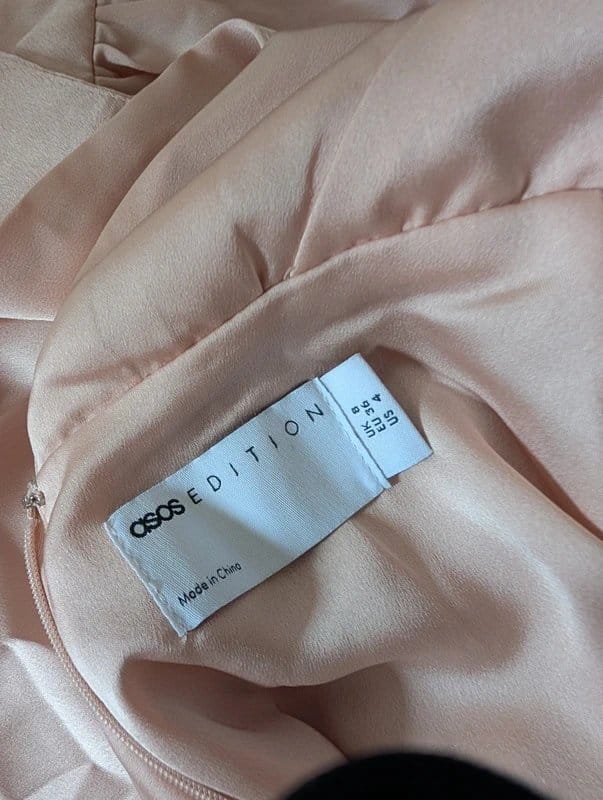 asos EDITION
Made in China
UK 8
EU 36
US 4